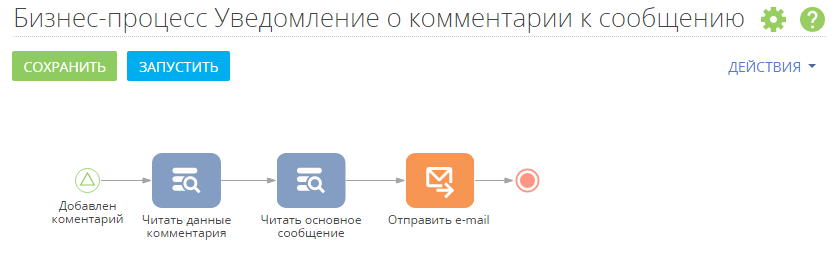 Бизнес-процесс Уведомление о комментарии к сообщению
СОХРАНИТЬ
ЗАПУСТИТЬ
ДЕЙСТВИЯ
Добавлен
коментарий
Читать данные
комментария
Читать основное
сообщение
Отправить e-mail